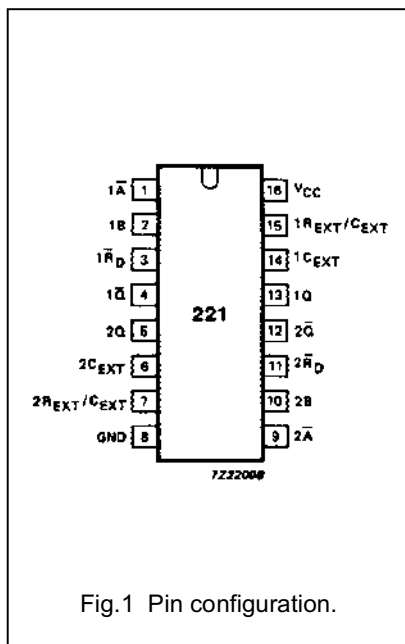 1A̅ 1 16 VCC
1B 2 15 1REXT/CEXT
1R̅D 3 14 1CEXT
1Q̅ 4 13 1Q
221
2Q 5 12 2Q̅
2CEXT 6 11 2R̅D
2REXT/CEXT 7 10 2B
GND 8 9 2A̅
7Z22008
Fig.1 Pin configuration.